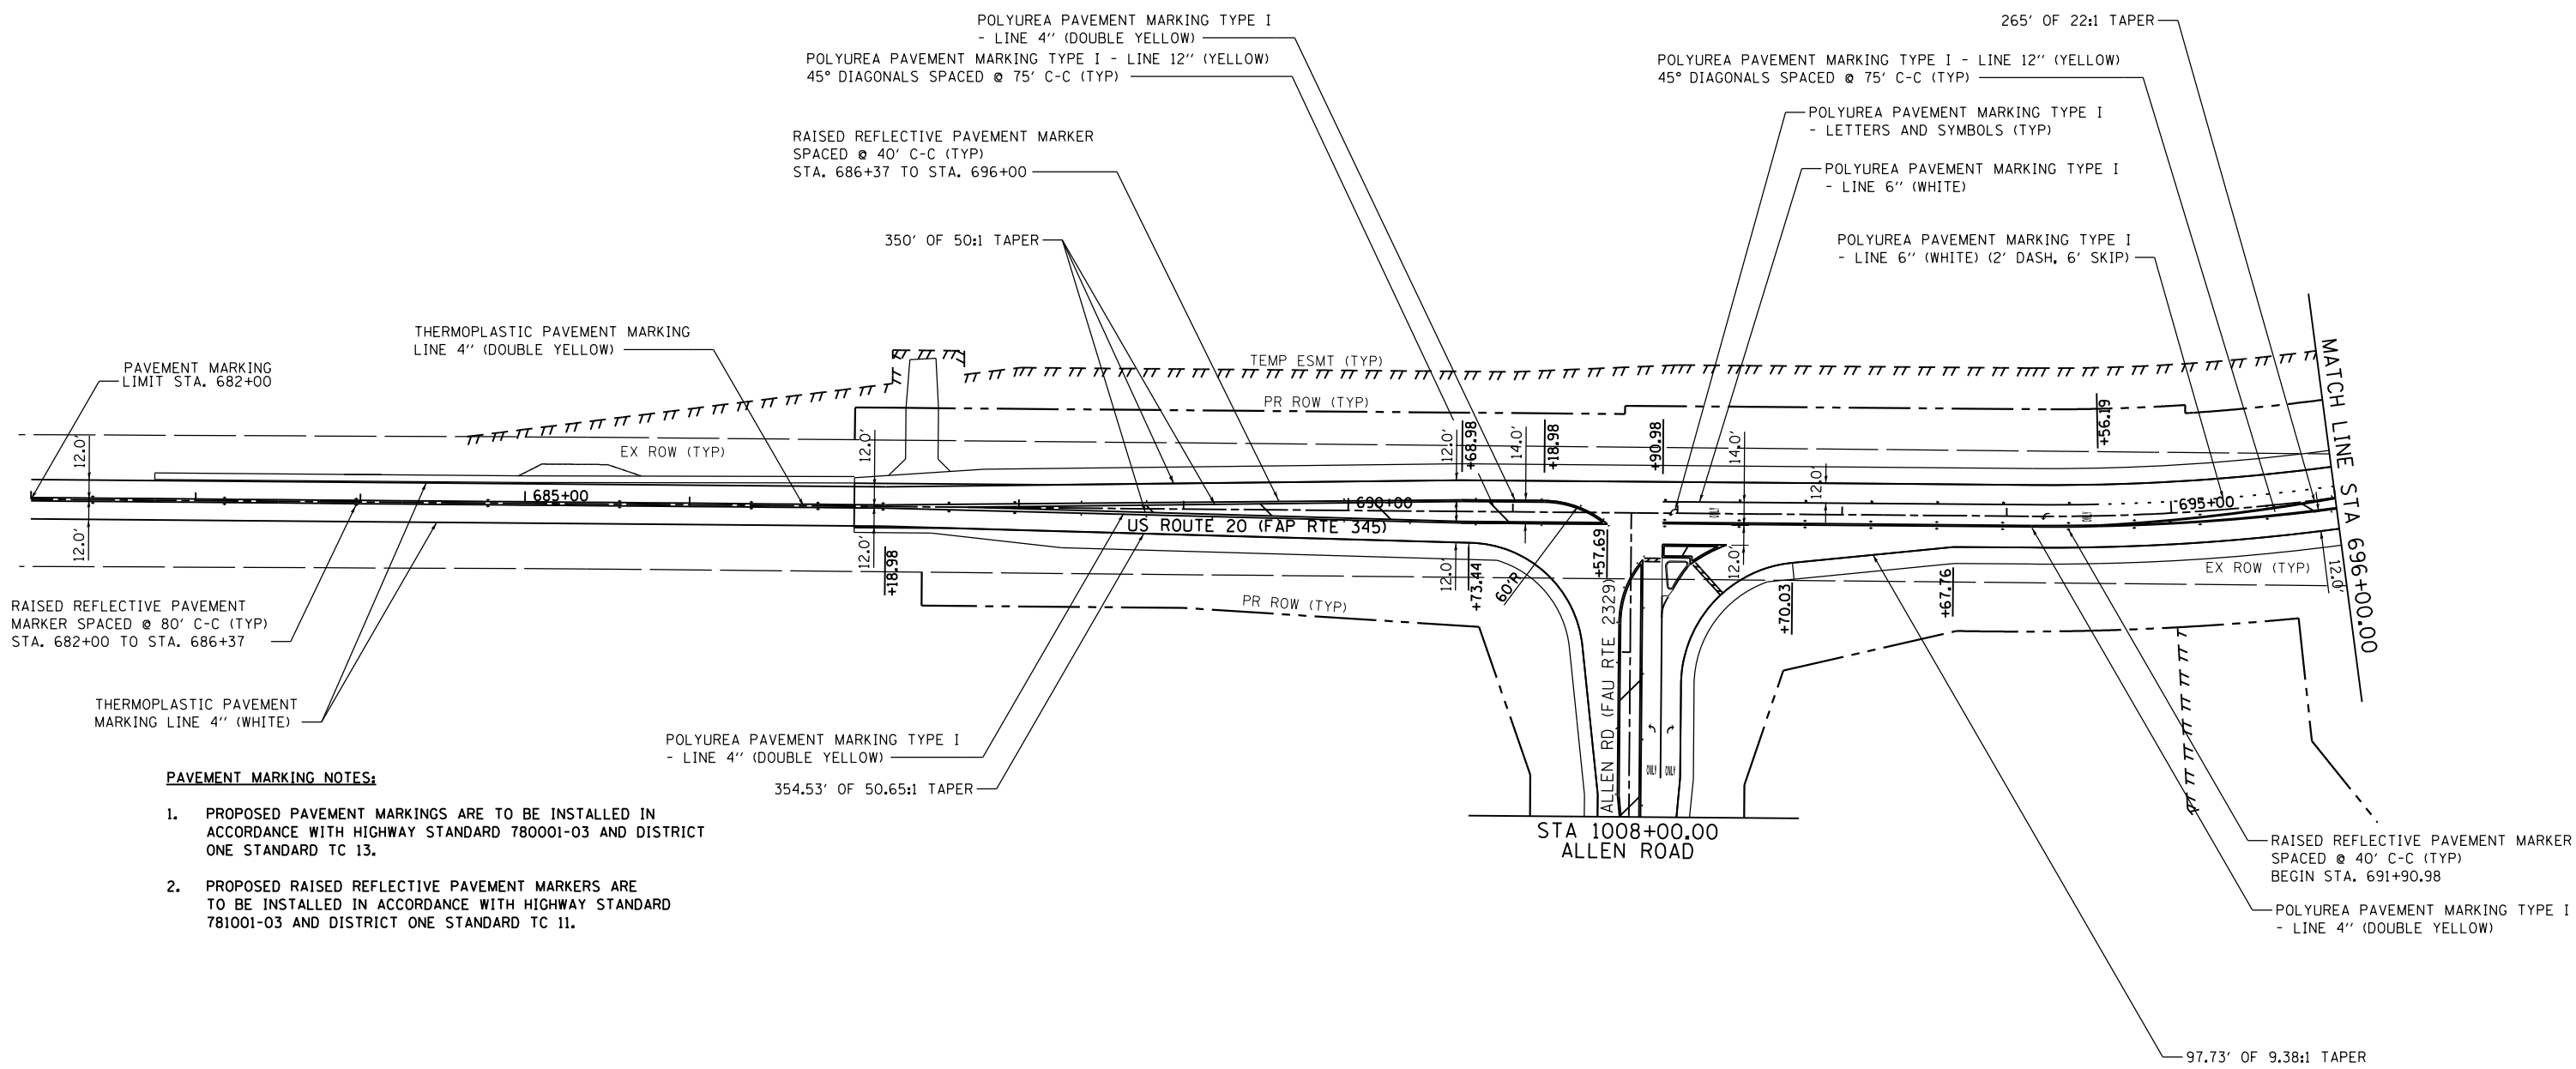 POLYUREA PAVEMENT MARKING TYPE I
- LINE 4'' (DOUBLE YELLOW)
POLYUREA PAVEMENT MARKING TYPE I - LINE 12'' (YELLOW)
45° DIAGONALS SPACED @ 75' C-C (TYP)
RAISED REFLECTIVE PAVEMENT MARKER
SPACED @ 40' C-C (TYP)
STA. 686+37 TO STA. 696+00
350' OF 50:1 TAPER
265' OF 22:1 TAPER
POLYUREA PAVEMENT MARKING TYPE I - LINE 12'' (YELLOW)
45° DIAGONALS SPACED @ 75' C-C (TYP)
POLYUREA PAVEMENT MARKING TYPE I
- LETTERS AND SYMBOLS (TYP)
POLYUREA PAVEMENT MARKING TYPE I
- LINE 6'' (WHITE)
POLYUREA PAVEMENT MARKING TYPE I
- LINE 6'' (WHITE) (2' DASH, 6' SKIP)
THERMOPLASTIC PAVEMENT MARKING
LINE 4'' (DOUBLE YELLOW)
PAVEMENT MARKING
LIMIT STA. 682+00
TEMP ESMT (TYP)
PR ROW (TYP)
EX ROW (TYP)
12.0'
12.0'
12.0'
+68.98
14.0'
+18.98
+90.98
14.0'
12.0'
+56.19
MATCH LINE STA 696+00.00
685+00
690+00
695+00
US ROUTE 20 (FAP RTE 345)
ONLY
ONLY
12.0'
12.0'
+18.98
12.0'
+73.44
60'R
+57.69
12.0'
+70.03
+67.76
EX ROW (TYP)
12.0'
PR ROW (TYP)
ALLEN RD (FAU RTE 2329)
ONLY
ONLY
STA 1008+00.00
ALLEN ROAD
RAISED REFLECTIVE PAVEMENT
MARKER SPACED @ 80' C-C (TYP)
STA. 682+00 TO STA. 686+37
THERMOPLASTIC PAVEMENT
MARKING LINE 4'' (WHITE)
POLYUREA PAVEMENT MARKING TYPE I
- LINE 4'' (DOUBLE YELLOW)
354.53' OF 50.65:1 TAPER
PAVEMENT MARKING NOTES:
1. PROPOSED PAVEMENT MARKINGS ARE TO BE INSTALLED IN
ACCORDANCE WITH HIGHWAY STANDARD 780001-03 AND DISTRICT
ONE STANDARD TC 13.
2. PROPOSED RAISED REFLECTIVE PAVEMENT MARKERS ARE
TO BE INSTALLED IN ACCORDANCE WITH HIGHWAY STANDARD
781001-03 AND DISTRICT ONE STANDARD TC 11.
RAISED REFLECTIVE PAVEMENT MARKER
SPACED @ 40' C-C (TYP)
BEGIN STA. 691+90.98
POLYUREA PAVEMENT MARKING TYPE I
- LINE 4'' (DOUBLE YELLOW)
97.73' OF 9.38:1 TAPER